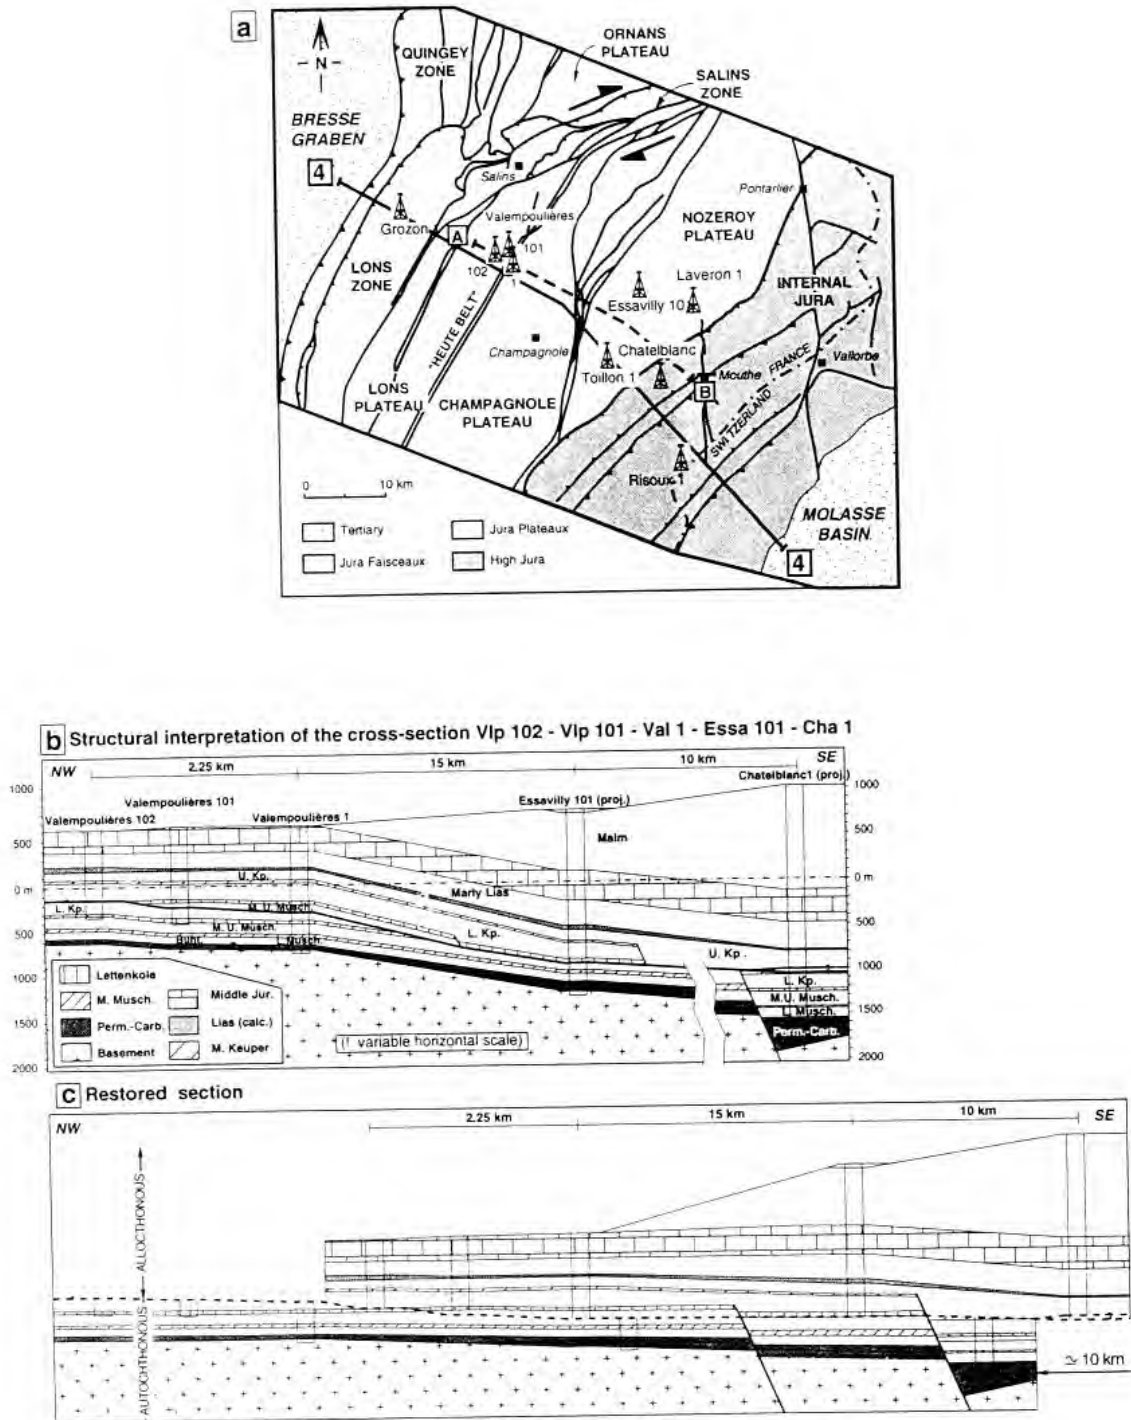 a
N
QUINGEY
ZONE
ORNANS
PLATEAU
SALINS
ZONE
BRESSE
GRABEN
4
Salins
Pontarlier
Grozon
A
Valempoulières
101
102
1
NOZEROY
PLATEAU
Laveron 1
LONS
ZONE
Essavilly 10
INTERNAL
JURA
"HEUTE BELT"
Champagnole
Chatelblanc
Toillon 1
Mouthe
B
FRANCE
SWITZERLAND
Vallorbe
LONS
PLATEAU
CHAMPAGNOLE
PLATEAU
Risoux 1
0 10 km
MOLASSE
BASIN
4
Tertiary
Jura Plateaux
Jura Faisceaux
High Jura
b Structural interpretation of the cross-section Vlp 102 - Vlp 101 - Val 1 - Essa 101 - Cha 1
NW 2.25 km 15 km 10 km SE
Chatelblanc1 (proj.)
1000
1000
Valempoulières 101
Essavilly 101 (proj.)
Valempoulières 102
Valempoulières 1
500
Malm
500
U. Kp.
0 m
0 m
Marly Lias
L. Kp.
M. U. Musch.
L. Kp.
500
M. U. Musch.
500
Bunt.
L. Musch.
U. Kp.
1000
1000
Lettenkole
L. Kp.
M. Musch.
Middle Jur.
M.U. Musch.
L. Musch.
1500
1500
Perm.-Carb.
Lias (calc.)
Perm.-Carb.
Basement
M. Keuper
(! variable horizontal scale)
2000
2000
c Restored section
NW 2.25 km 15 km 10 km SE
ALLOCTHONOUS
AUTOCHTHONOUS
≃ 10 km